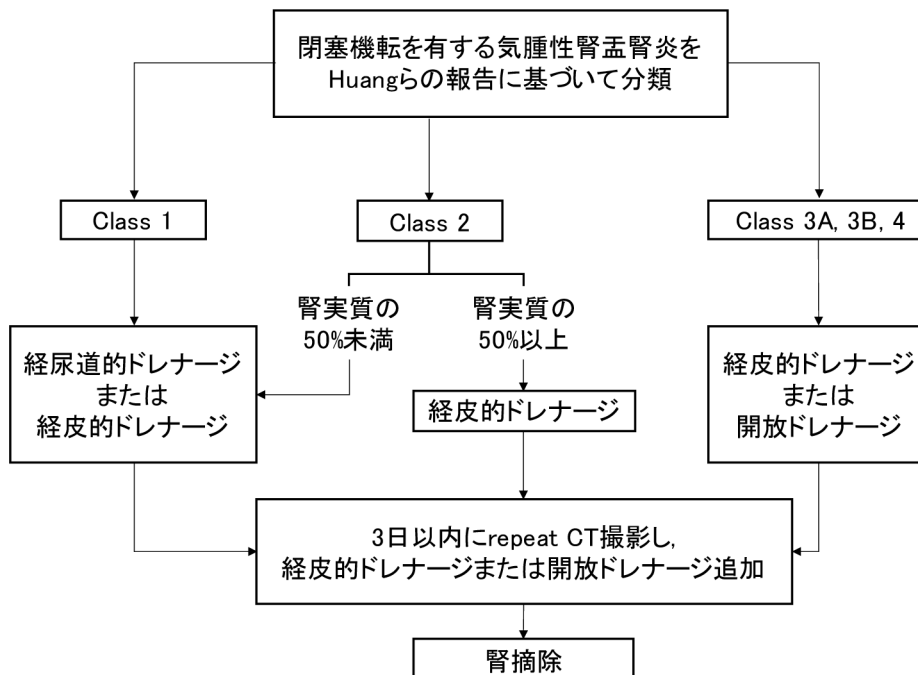 閉塞機転を有する気腫性腎盂腎炎を
Huangらの報告に基づいて分類
Class 1
Class 2
Class 3A, 3B, 4
腎実質の
50%未満
腎実質の
50%以上
経尿道的ドレナージ
または
経皮的ドレナージ
経皮的ドレナージ
経皮的ドレナージ
または
開放ドレナージ
3日以内にrepeat CT撮影し,
経皮的ドレナージまたは開放ドレナージ追加
腎摘除